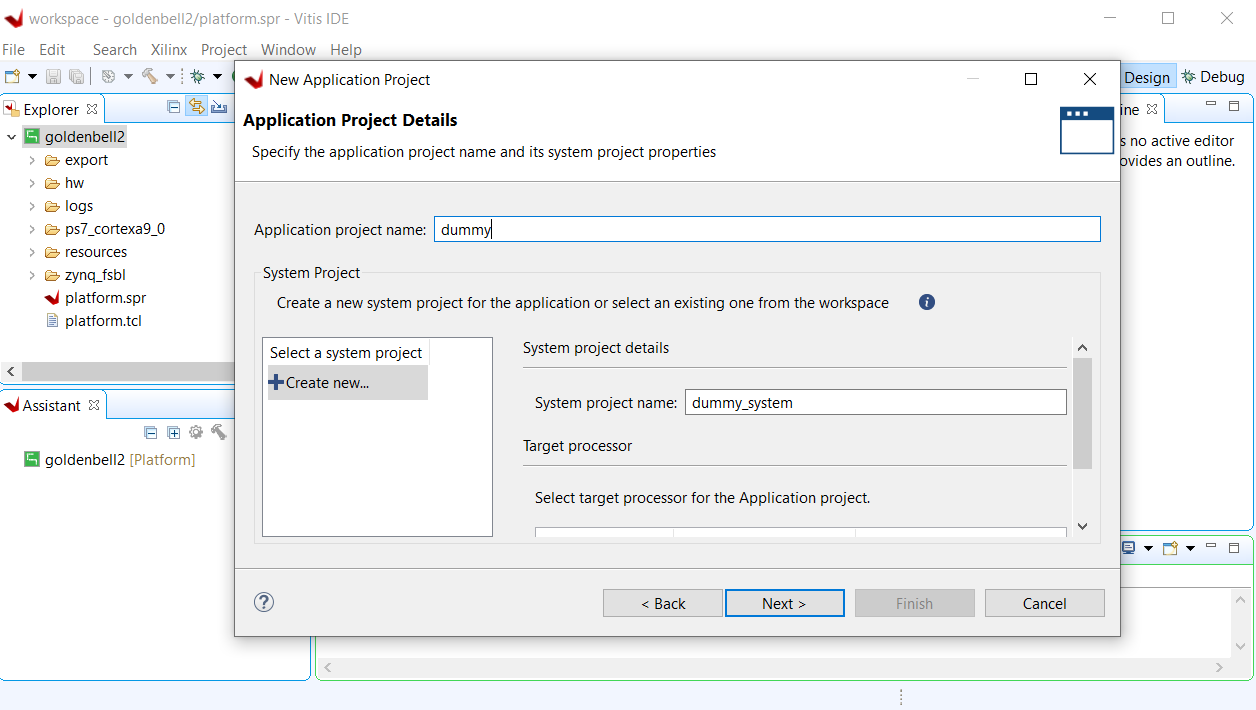 workspace - goldenbell2/platform.spr - Vitis IDE
File Edit Search Xilinx Project Window Help
Design Debug
Explorer
goldenbell2
export
hw
logs
ps7_cortexa9_0
resources
zynq_fsbl
platform.spr
platform.tcl
Assistant
goldenbell2 [Platform]
New Application Project
Application Project Details
Specify the application project name and its system project properties
Application project name: dummy
System Project
Create a new system project for the application or select an existing one from the workspace
Select a system project
Create new...
System project details
System project name: dummy_system
Target processor
Select target processor for the Application project.
< Back Next > Finish Cancel
no active editor
an outline.